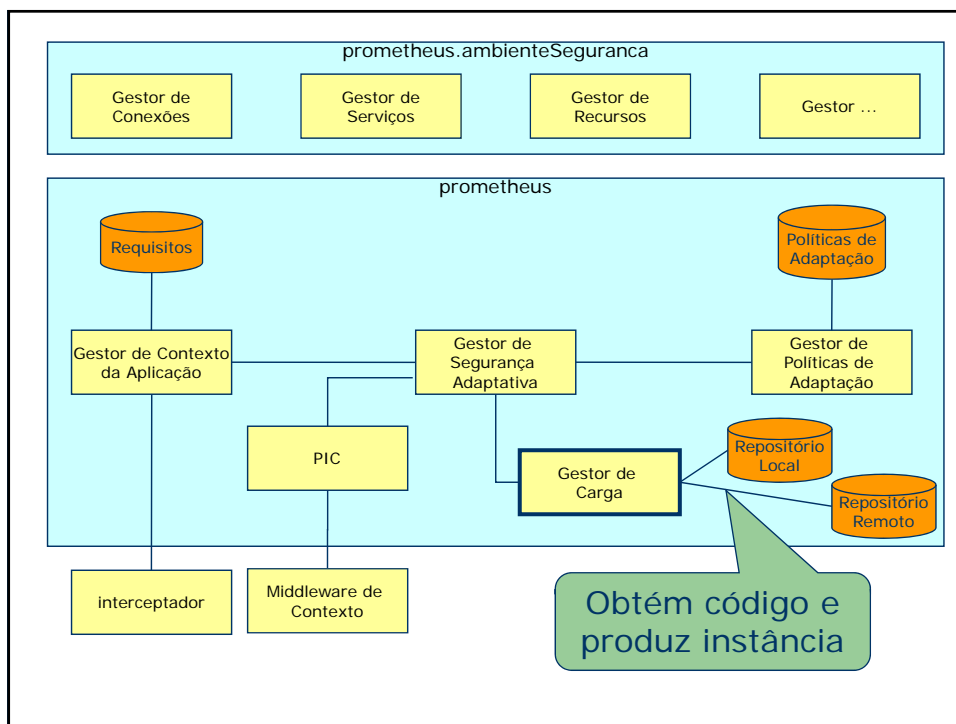 prometheus.ambienteSeguranca
Gestor de
Conexões
Gestor de
Serviços
Gestor de
Recursos
Gestor ...
prometheus
Requisitos
Políticas de
Adaptação
Gestor de Contexto
da Aplicação
Gestor de
Segurança
Adaptativa
Gestor de
Políticas de
Adaptação
PIC
Gestor de
Carga
Repositório
Local
Repositório
Remoto
interceptador
Middleware de
Contexto
Obtém código e
produz instância